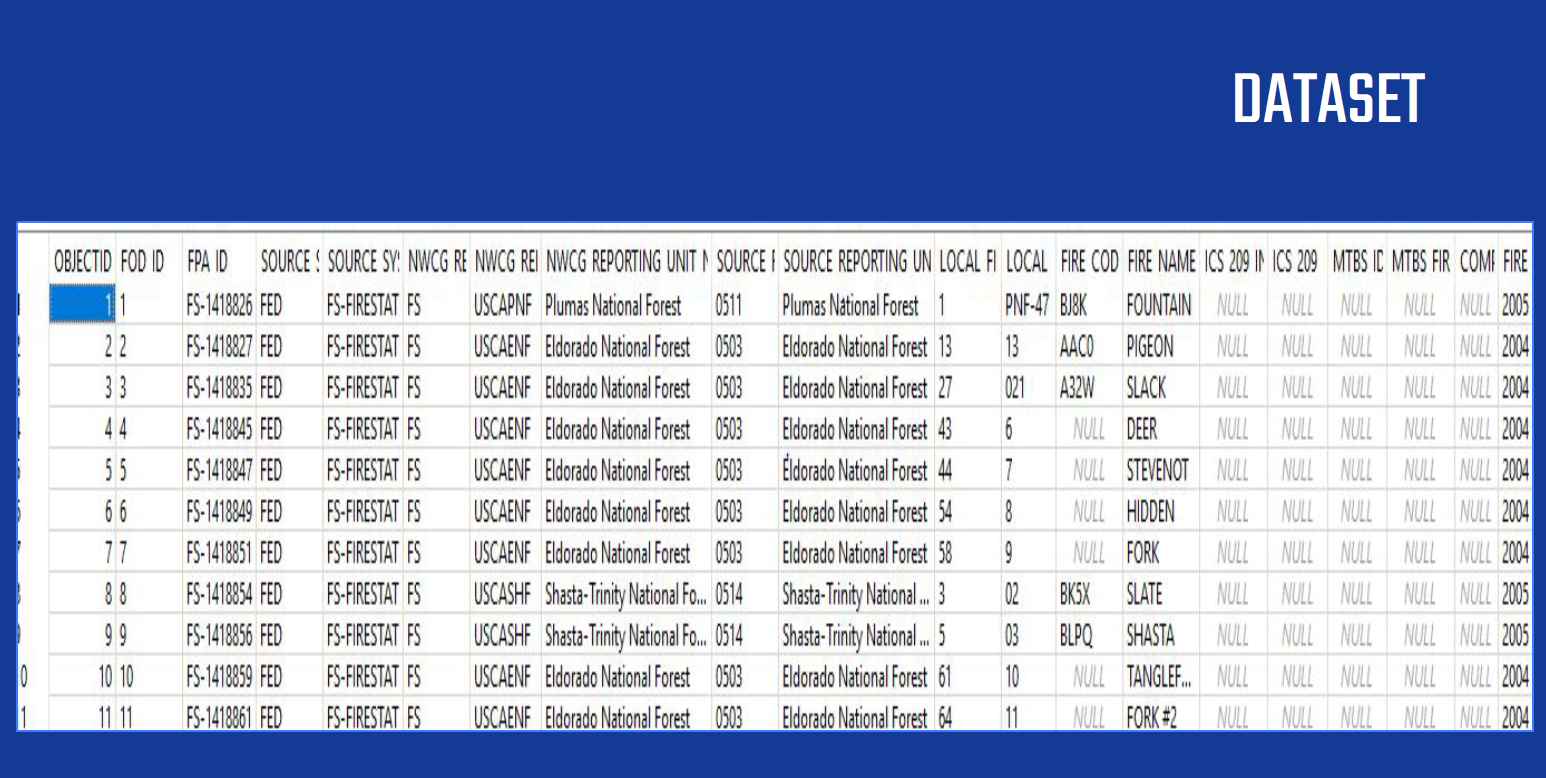 DATASET
OBJECTID FOD ID FPA ID SOURCE S SOURCE SY NWCG RE NWCG REI NWCG REPORTING UNIT N SOURCE F SOURCE REPORTING UN LOCAL FI LOCAL FIRE COD FIRE NAME ICS 209 IN ICS 209 MTBS ID MTBS FIR COMP FIRE
1 1 FS-1418826 FED FS-FIRESTAT FS USCAPNF Plumas National Forest 0511 Plumas National Forest 1 PNF-47 BJ8K FOUNTAIN NULL NULL NULL NULL NULL 2005
2 2 FS-1418827 FED FS-FIRESTAT FS USCAENF Eldorado National Forest 0503 Eldorado National Forest 13 13 AAC0 PIGEON NULL NULL NULL NULL NULL 2004
3 3 FS-1418835 FED FS-FIRESTAT FS USCAENF Eldorado National Forest 0503 Eldorado National Forest 27 021 A32W SLACK NULL NULL NULL NULL NULL 2004
4 4 FS-1418845 FED FS-FIRESTAT FS USCAENF Eldorado National Forest 0503 Eldorado National Forest 43 6 NULL DEER NULL NULL NULL NULL NULL 2004
5 5 FS-1418847 FED FS-FIRESTAT FS USCAENF Eldorado National Forest 0503 Eldorado National Forest 44 7 NULL STEVENOT NULL NULL NULL NULL NULL 2004
6 6 FS-1418849 FED FS-FIRESTAT FS USCAENF Eldorado National Forest 0503 Eldorado National Forest 54 8 NULL HIDDEN NULL NULL NULL NULL NULL 2004
7 7 FS-1418851 FED FS-FIRESTAT FS USCAENF Eldorado National Forest 0503 Eldorado National Forest 58 9 NULL FORK NULL NULL NULL NULL NULL 2004
8 8 FS-1418854 FED FS-FIRESTAT FS USCASHF Shasta-Trinity National Fo... 0514 Shasta-Trinity National ... 3 02 BK5X SLATE NULL NULL NULL NULL NULL 2005
9 9 FS-1418856 FED FS-FIRESTAT FS USCASHF Shasta-Trinity National Fo... 0514 Shasta-Trinity National ... 5 03 BLPQ SHASTA NULL NULL NULL NULL NULL 2005
0 10 10 FS-1418859 FED FS-FIRESTAT FS USCAENF Eldorado National Forest 0503 Eldorado National Forest 61 10 NULL TANGLEF... NULL NULL NULL NULL NULL 2004
1 11 11 FS-1418861 FED FS-FIRESTAT FS USCAENF Eldorado National Forest 0503 Eldorado National Forest 64 11 NULL FORK #2 NULL NULL NULL NULL NULL 2004